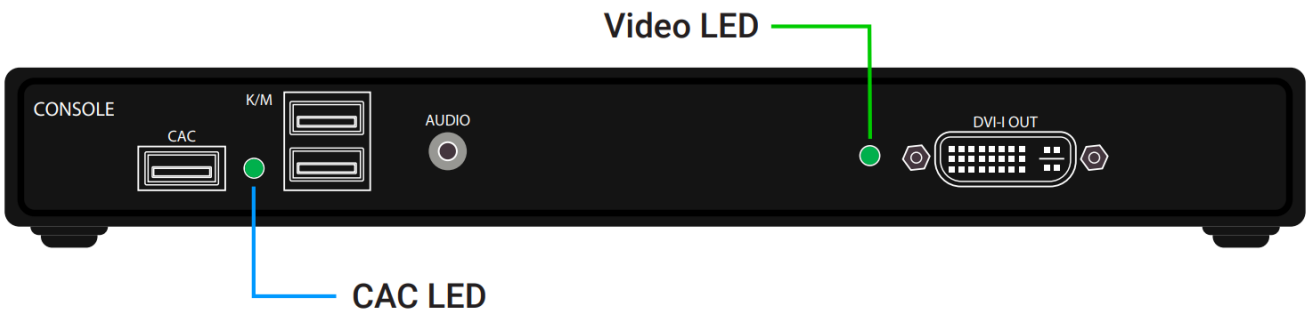 Video LED
CONSOLE
K/M
CAC
AUDIO
DVI-I OUT
CAC LED